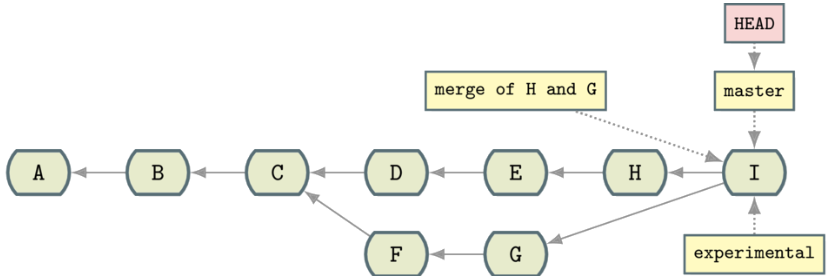 HEAD
merge of H and G
master
A
B
C
D
E
H
I
F
G
experimental